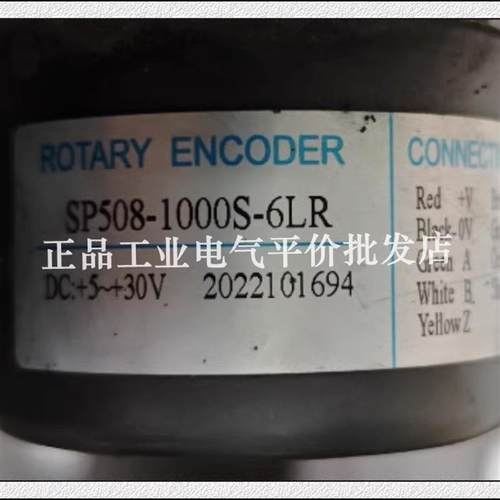 ROTARY ENCODER
SP508-1000S-6LR
DC:+5~+30V 2022101694
CONNECTI
Red +V
Black 0V
Green A
White B
Yellow Z
正品工业电气平价批发店